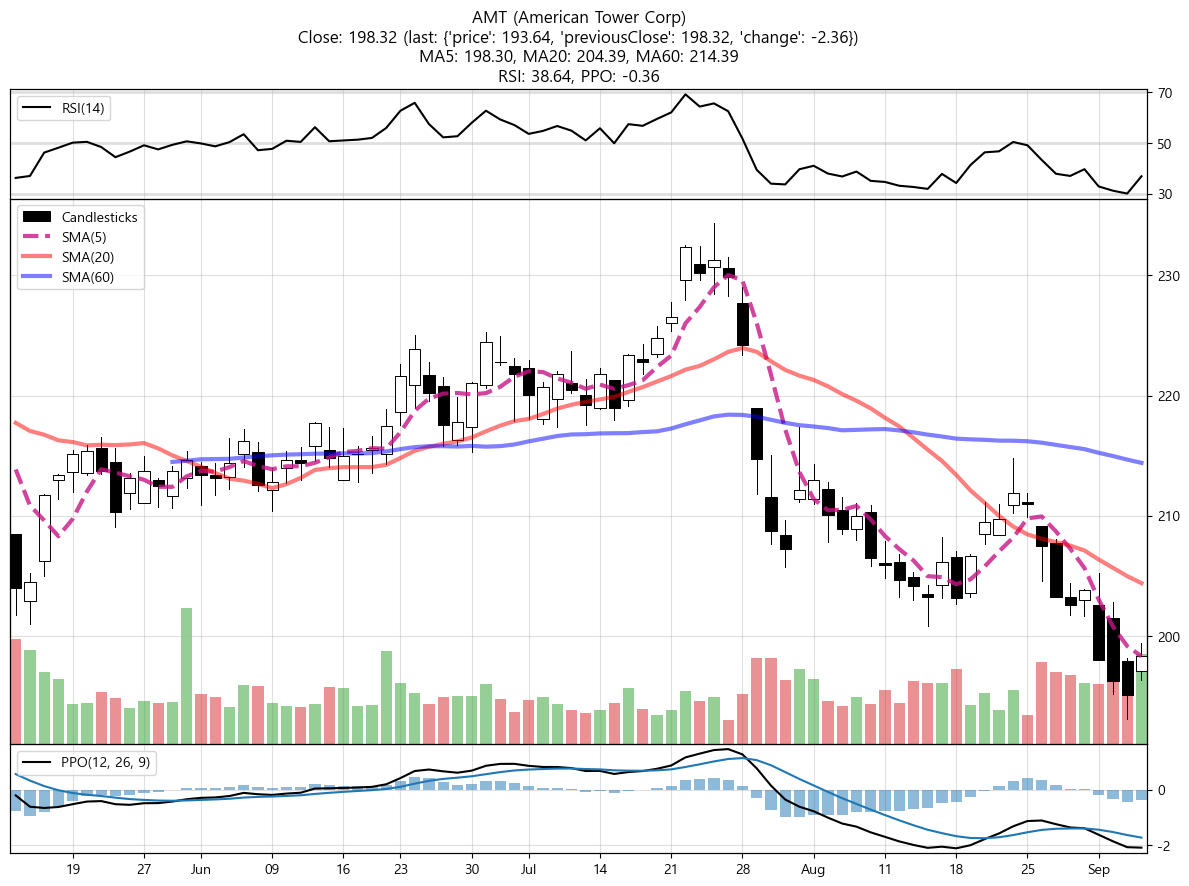 AMT (American Tower Corp)
Close: 198.32 (last: {'price': 193.64, 'previousClose': 198.32, 'change': -2.36})
MA5: 198.30, MA20: 204.39, MA60: 214.39
RSI: 38.64, PPO: -0.36
RSI(14)
70
50
30
Candlesticks
SMA(5)
SMA(20)
SMA(60)
230
220
210
200
PPO(12, 26, 9)
0
-2
19 27 Jun 09 16 23 Jul 14 21 28 Aug 11 18 25 Sep